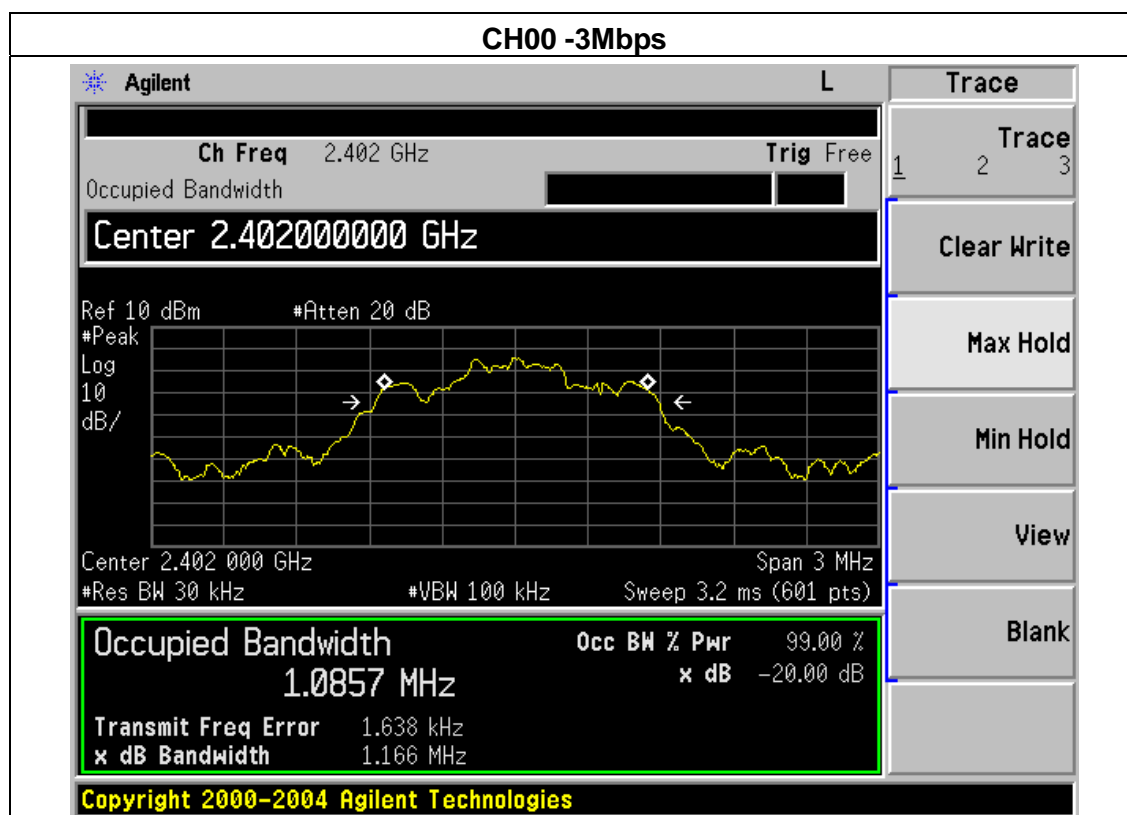 CH00 -3Mbps
Agilent L Trace
Ch Freq 2.402 GHz Trig Free
Trace
1 2 3
Occupied Bandwidth
Center 2.402000000 GHz
Clear Write
Ref 10 dBm #Atten 20 dB
#Peak
Log
10
dB/
Max Hold
Min Hold
View
Center 2.402 000 GHz Span 3 MHz
#Res BW 30 kHz #VBW 100 kHz Sweep 3.2 ms (601 pts)
Blank
Occupied Bandwidth Occ BW % Pwr 99.00 %
1.0857 MHz x dB -20.00 dB
Transmit Freq Error 1.638 kHz
x dB Bandwidth 1.166 MHz
Copyright 2000-2004 Agilent Technologies